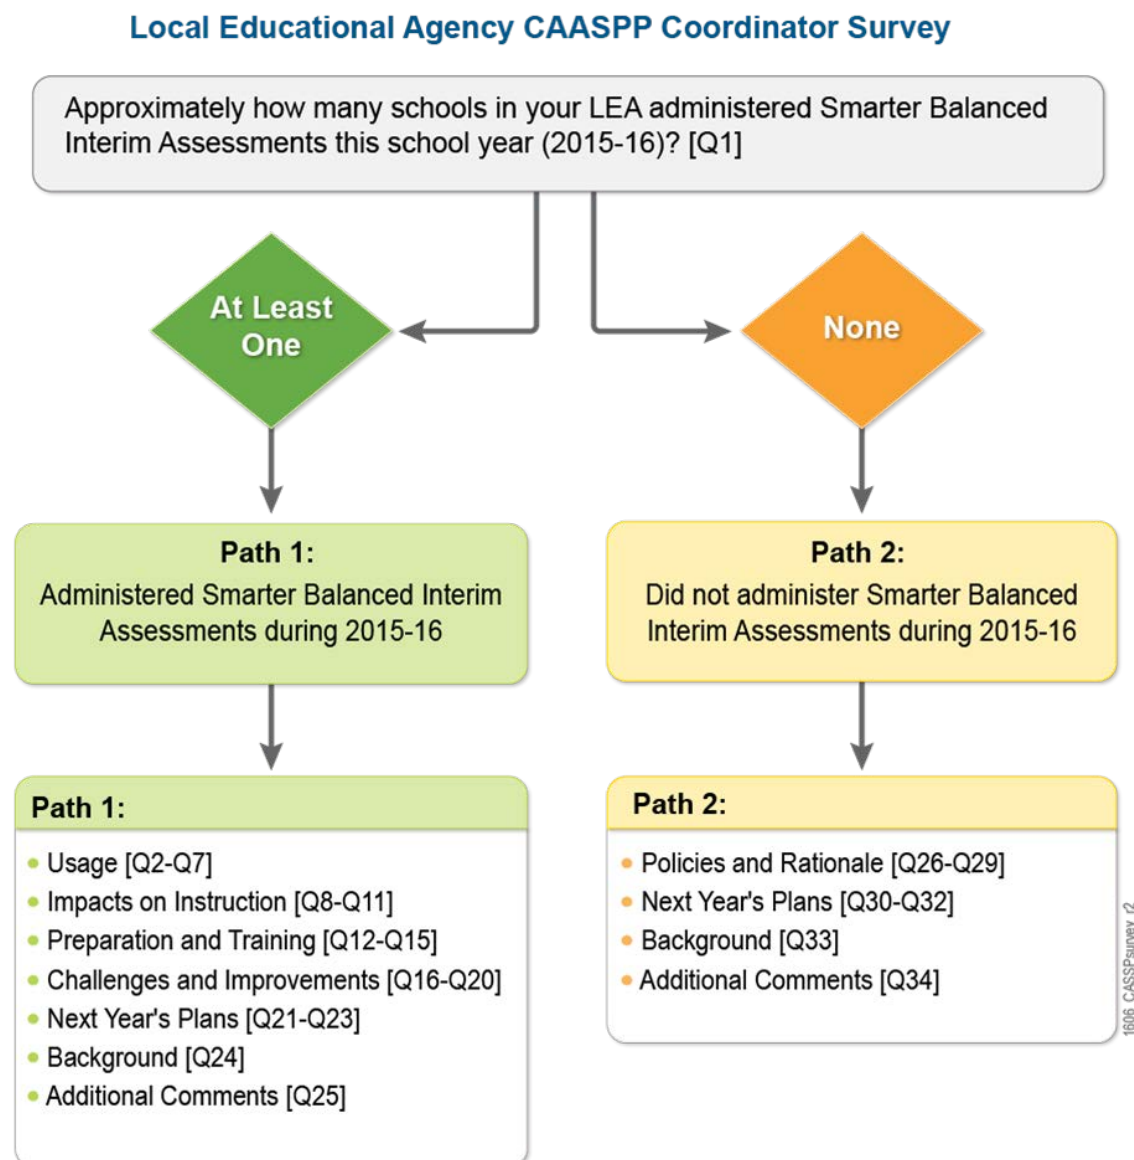 Local Educational Agency CAASPP Coordinator Survey
Approximately how many schools in your LEA administered Smarter Balanced
Interim Assessments this school year (2015-16)? [Q1]
At Least
One
None
Path 1:
Administered Smarter Balanced Interim
Assessments during 2015-16
Path 2:
Did not administer Smarter Balanced
Interim Assessments during 2015-16
Path 1:
• Usage [Q2-Q7]
• Impacts on Instruction [Q8-Q11]
• Preparation and Training [Q12-Q15]
• Challenges and Improvements [Q16-Q20]
• Next Year's Plans [Q21-Q23]
• Background [Q24]
• Additional Comments [Q25]
Path 2:
• Policies and Rationale [Q26-Q29]
• Next Year's Plans [Q30-Q32]
• Background [Q33]
• Additional Comments [Q34]
1606_CASSPsurvey_r2